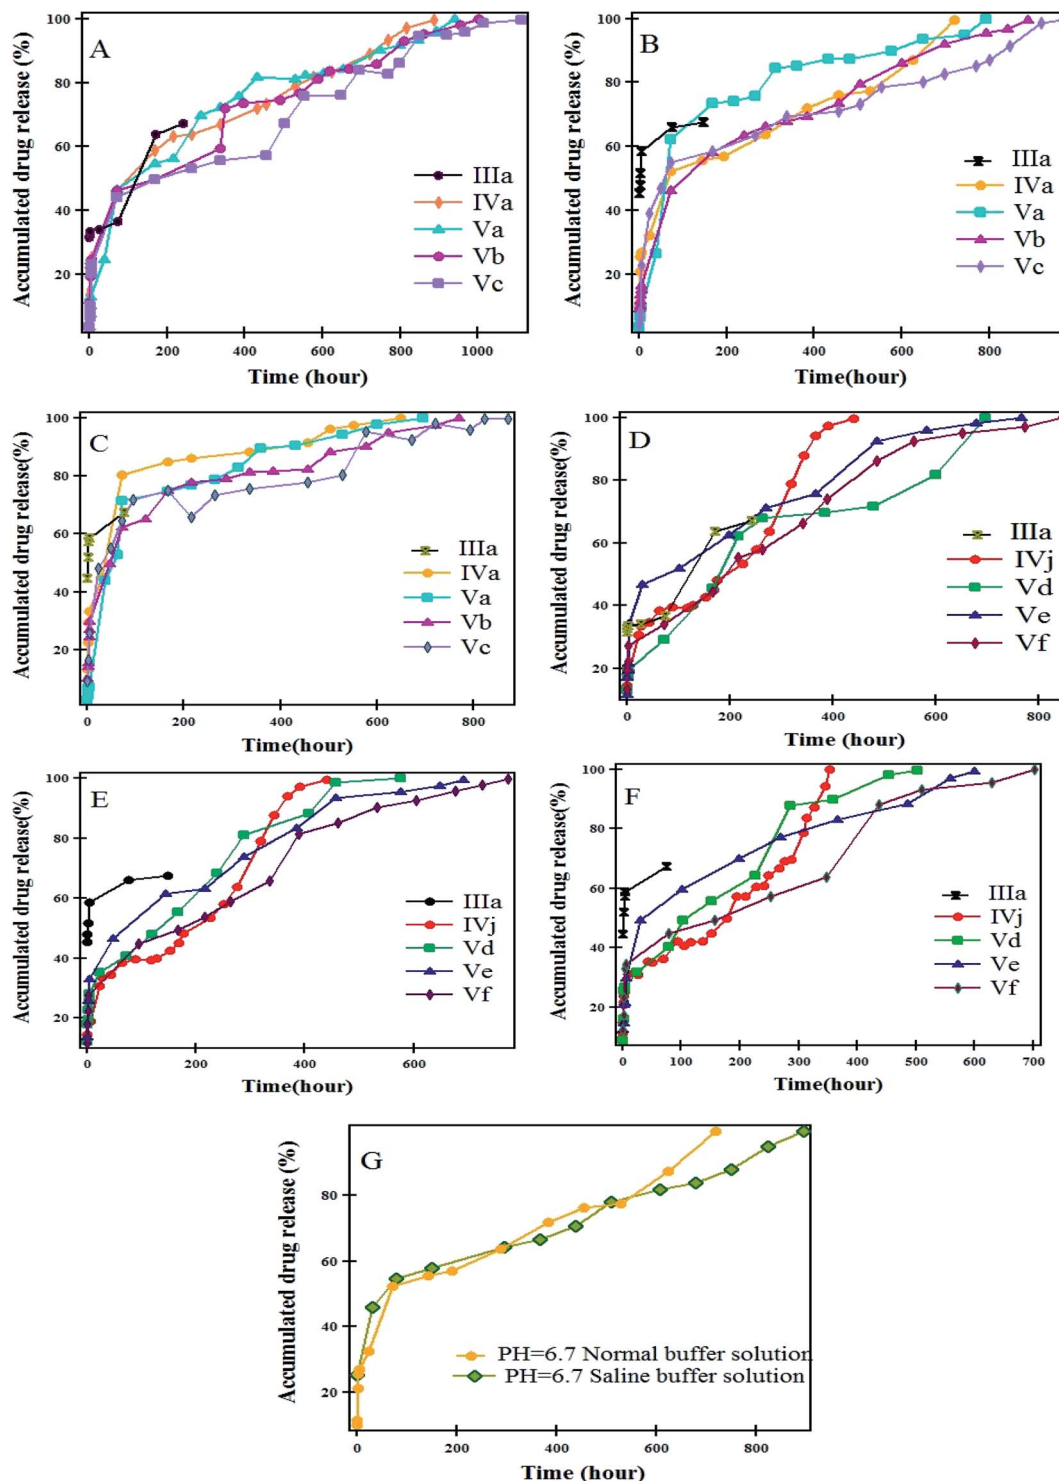 A
Accumulated drug release (%)
100
80
60
40
20
IIIa
IVa
Va
Vb
Vc
0 200 400 600 800 1000
Time (hour)
B
Accumulated drug release (%)
100
80
60
40
20
IIIa
IVa
Va
Vb
Vc
0 200 400 600 800
Time(hour)
C
Accumulated drug release(%)
100
80
60
40
20
IIIa
IVa
Va
Vb
Vc
0 200 400 600 800
Time(hour)
D
Accumulated drug release(%)
100
80
60
40
20
IIIa
IVj
Vd
Ve
Vf
0 200 400 600 800
Time (hour)
E
Accumulated drug release(%)
100
80
60
40
20
IIIa
IVj
Vd
Ve
Vf
0 200 400 600
Time(hour)
F
Accumulated drug release(%)
100
80
60
40
20
IIIa
IVj
Vd
Ve
Vf
0 100 200 300 400 500 600 700
Time(hour)
G
Accumulated drug release (%)
80
60
40
20
PH=6.7 Normal buffer solution
PH=6.7 Saline buffer solution
0 200 400 600 800
Time (hour)